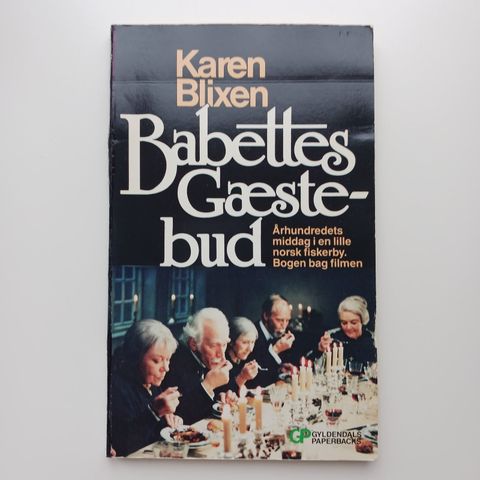 Karen
Blixen
Babettes
Gæste-
bud
Århundredets
middag i en lille
norsk fiskerby.
Bogen bag filmen
GP GYLDENDALS
PAPERBACKS